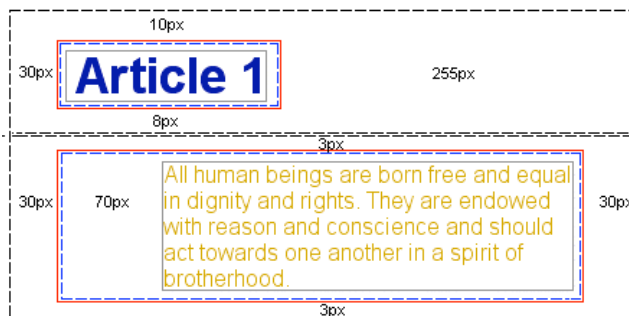 10px
30px Article 1 255px
8px
3px
All human beings are born free and equal
in dignity and rights. They are endowed
30px 70px with reason and conscience and should 30px
act towards one another in a spirit of
brotherhood.
3px